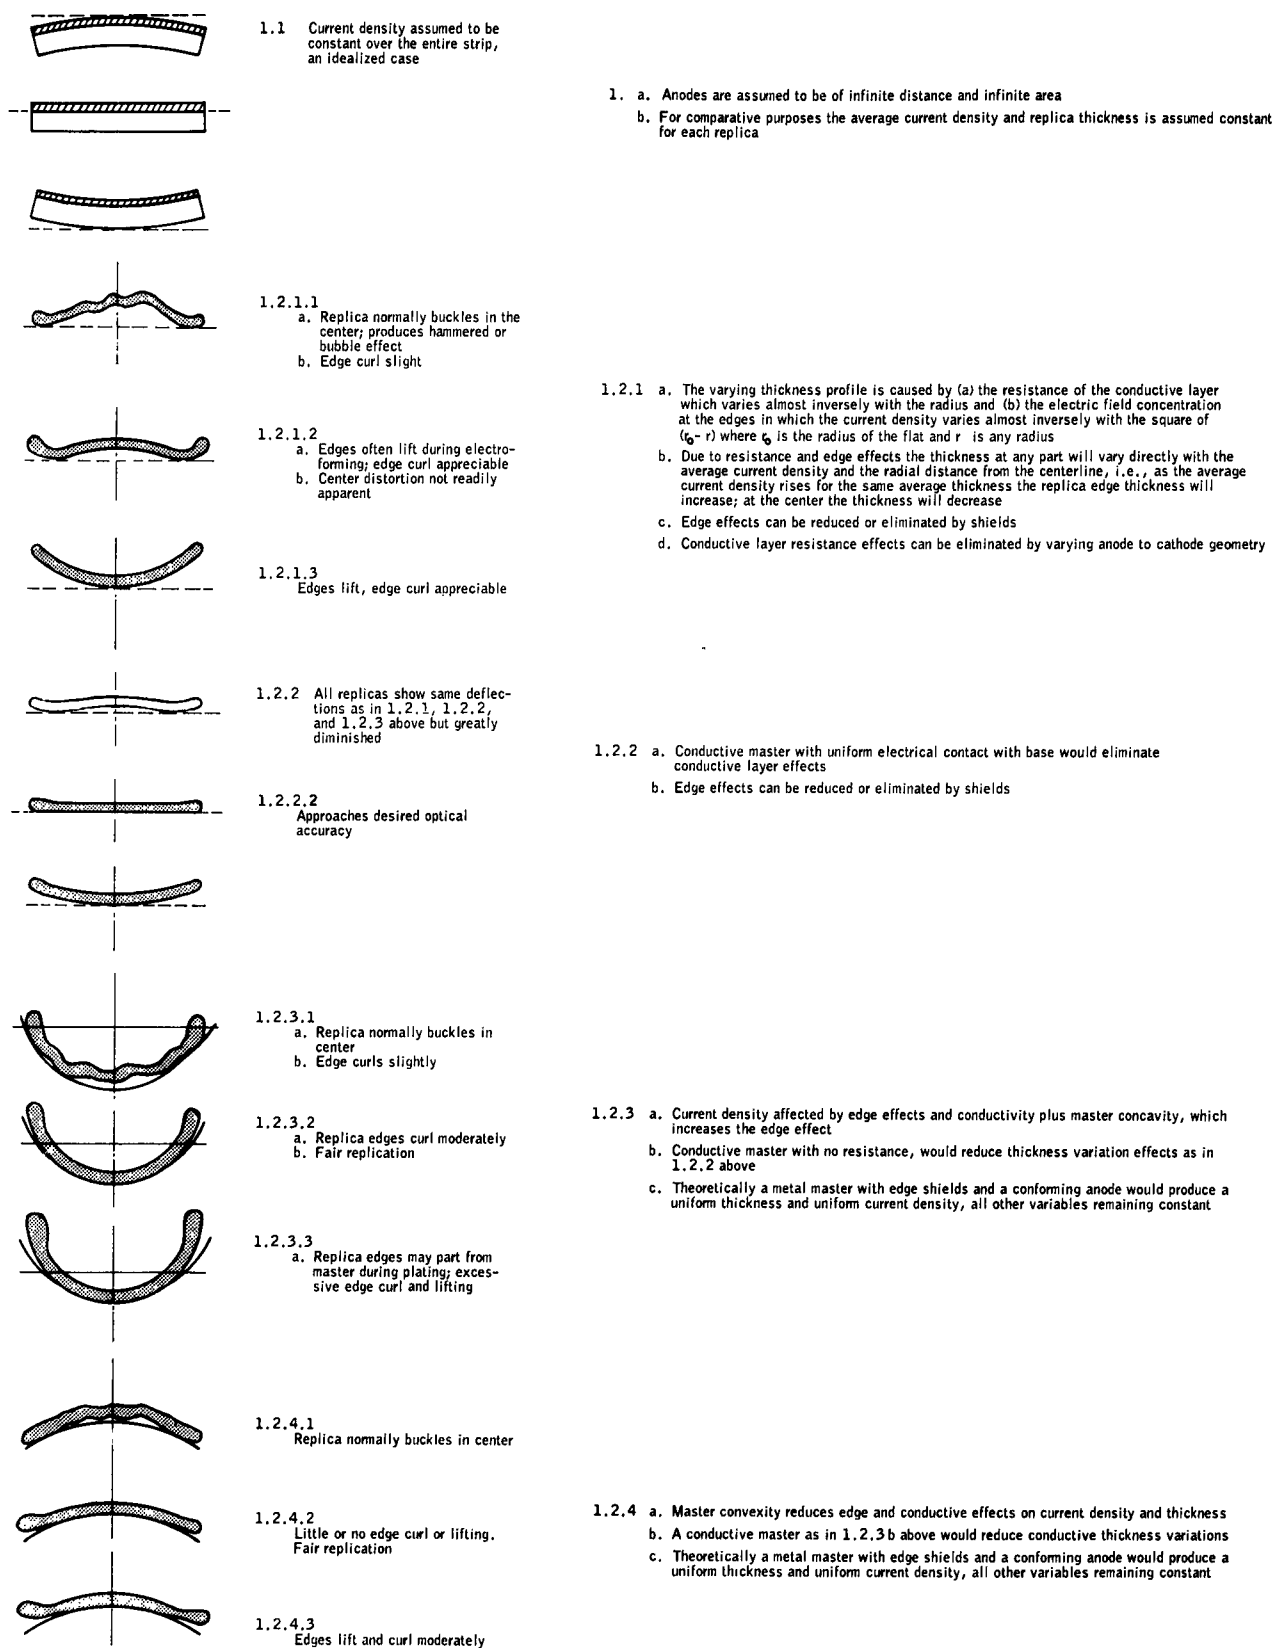 1.1 Current density assumed to be
constant over the entire strip,
an idealized case
1. a. Anodes are assumed to be of infinite distance and infinite area
b. For comparative purposes the average current density and replica thickness is assumed constant
for each replica
1.2.1.1
a. Replica normally buckles in the
center; produces hammered or
bubble effect
b. Edge curl slight
1.2.1 a. The varying thickness profile is caused by (a) the resistance of the conductive layer
which varies almost inversely with the radius and (b) the electric field concentration
at the edges in which the current density varies almost inversely with the square of
(r₀- r) where r₀ is the radius of the flat and r is any radius
b. Due to resistance and edge effects the thickness at any part will vary directly with the
average current density and the radial distance from the centerline, i.e., as the average
current density rises for the same average thickness the replica edge thickness will
increase; at the center the thickness will decrease
c. Edge effects can be reduced or eliminated by shields
d. Conductive layer resistance effects can be eliminated by varying anode to cathode geometry
1.2.1.2
a. Edges often lift during electro-
forming; edge curl appreciable
b. Center distortion not readily
apparent
1.2.1.3
Edges lift, edge curl appreciable
1.2.2 All replicas show same deflec-
tions as in 1.2.1, 1.2.2,
and 1.2.3 above but greatly
diminished
1.2.2 a. Conductive master with uniform electrical contact with base would eliminate
conductive layer effects
b. Edge effects can be reduced or eliminated by shields
1.2.2.2
Approaches desired optical
accuracy
1.2.3.1
a. Replica normally buckles in
center
b. Edge curls slightly
1.2.3.2
a. Replica edges curl moderately
b. Fair replication
1.2.3 a. Current density affected by edge effects and conductivity plus master concavity, which
increases the edge effect
b. Conductive master with no resistance, would reduce thickness variation effects as in
1.2.2 above
c. Theoretically a metal master with edge shields and a conforming anode would produce a
uniform thickness and uniform current density, all other variables remaining constant
1.2.3.3
a. Replica edges may part from
master during plating; exces-
sive edge curl and lifting
1.2.4.1
Replica normally buckles in center
1.2.4.2
Little or no edge curl or lifting.
Fair replication
1.2.4 a. Master convexity reduces edge and conductive effects on current density and thickness
b. A conductive master as in 1.2.3b above would reduce conductive thickness variations
c. Theoretically a metal master with edge shields and a conforming anode would produce a
uniform thickness and uniform current density, all other variables remaining constant
1.2.4.3
Edges lift and curl moderately